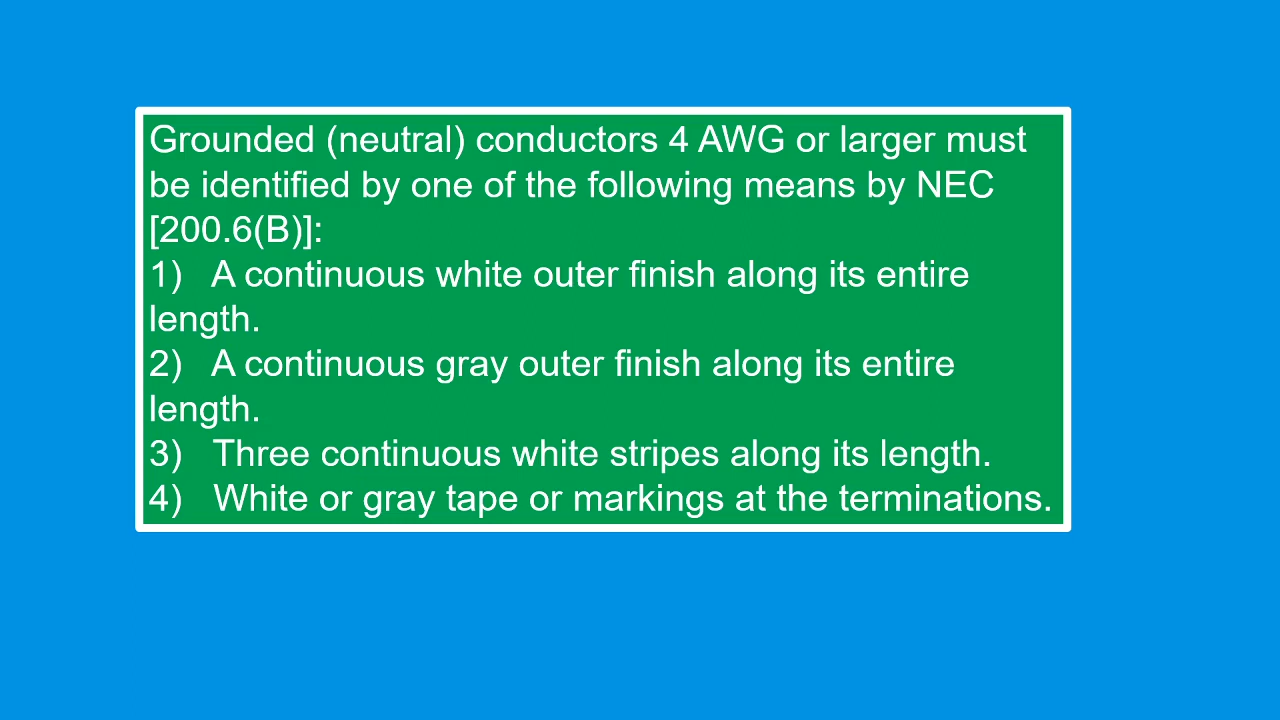 Grounded (neutral) conductors 4 AWG or larger must
be identified by one of the following means by NEC
[200.6(B)]:
1)   A continuous white outer finish along its entire
length.
2)   A continuous gray outer finish along its entire
length.
3)   Three continuous white stripes along its length.
4)   White or gray tape or markings at the terminations.